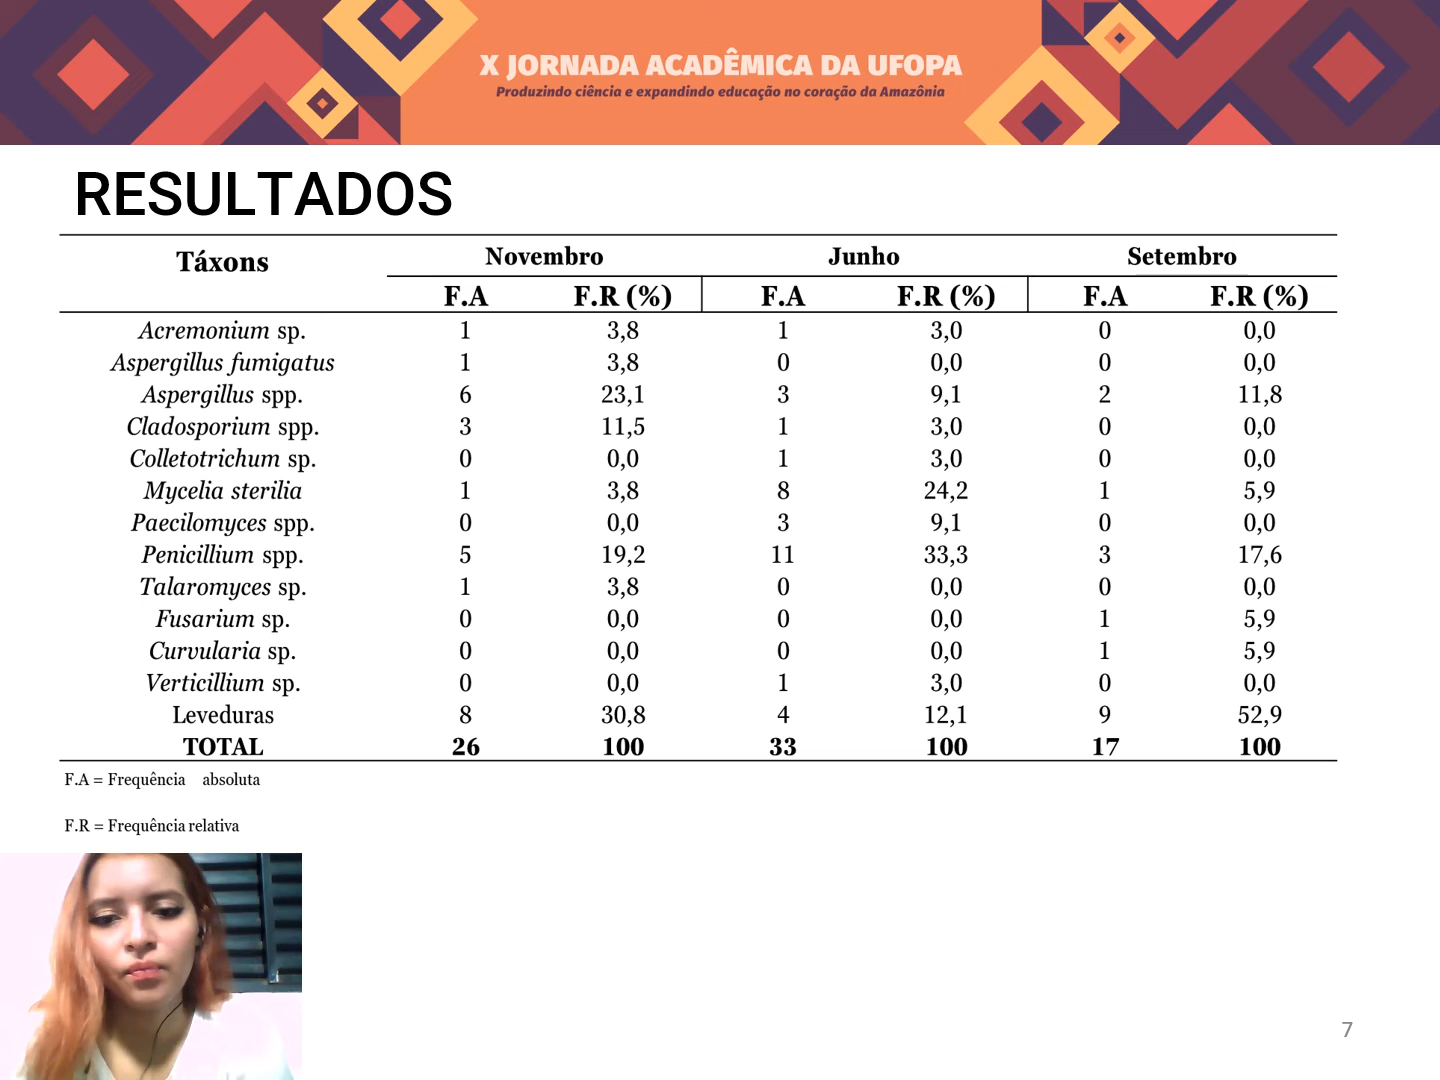 X JORNADA ACADÊMICA DA UFOPA
Produzindo ciência e expandindo educação no coração da Amazônia
RESULTADOS
Táxons Novembro Junho Setembro
F.A F.R (%) F.A F.R (%) F.A F.R (%)
Acremonium sp. 1 3,8 1 3,0 0 0,0
Aspergillus fumigatus 1 3,8 0 0,0 0 0,0
Aspergillus spp. 6 23,1 3 9,1 2 11,8
Cladosporium spp. 3 11,5 1 3,0 0 0,0
Colletotrichum sp. 0 0,0 1 3,0 0 0,0
Mycelia sterilia 1 3,8 8 24,2 1 5,9
Paecilomyces spp. 0 0,0 3 9,1 0 0,0
Penicillium spp. 5 19,2 11 33,3 3 17,6
Talaromyces sp. 1 3,8 0 0,0 0 0,0
Fusarium sp. 0 0,0 0 0,0 1 5,9
Curvularia sp. 0 0,0 0 0,0 1 5,9
Verticillium sp. 0 0,0 1 3,0 0 0,0
Leveduras 8 30,8 4 12,1 9 52,9
TOTAL 26 100 33 100 17 100
F.A = Frequência absoluta
F.R = Frequência relativa
7